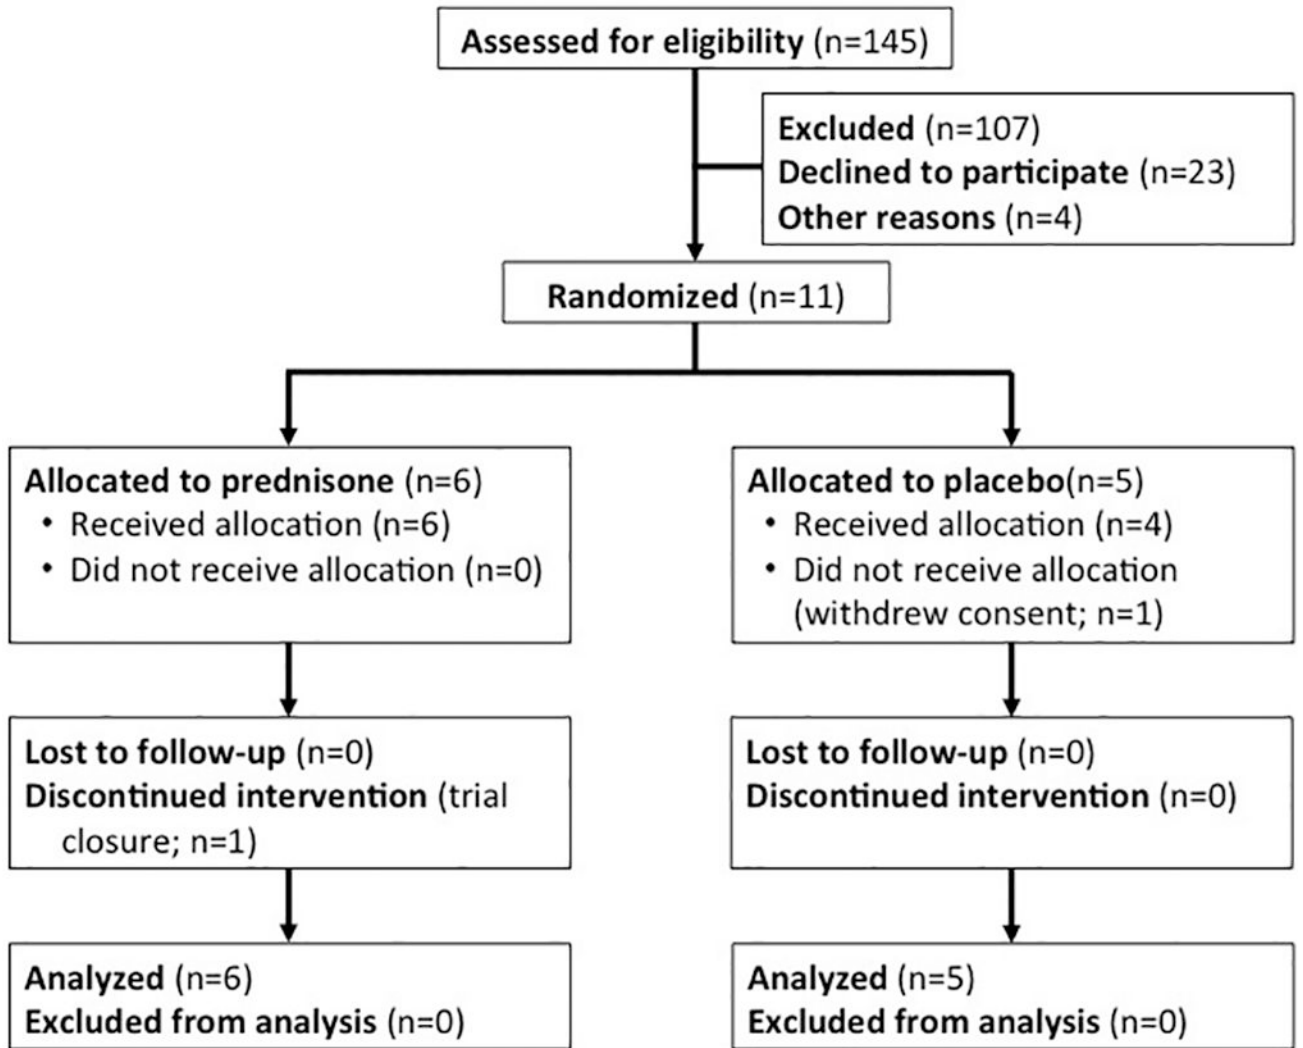 Assessed for eligibility (n=145)
Excluded (n=107)
Declined to participate (n=23)
Other reasons (n=4)
Randomized (n=11)
Allocated to prednisone (n=6)
• Received allocation (n=6)
• Did not receive allocation (n=0)
Allocated to placebo(n=5)
• Received allocation (n=4)
• Did not receive allocation
(withdrew consent; n=1)
Lost to follow-up (n=0)
Discontinued intervention (trial
closure; n=1)
Lost to follow-up (n=0)
Discontinued intervention (n=0)
Analyzed (n=6)
Excluded from analysis (n=0)
Analyzed (n=5)
Excluded from analysis (n=0)